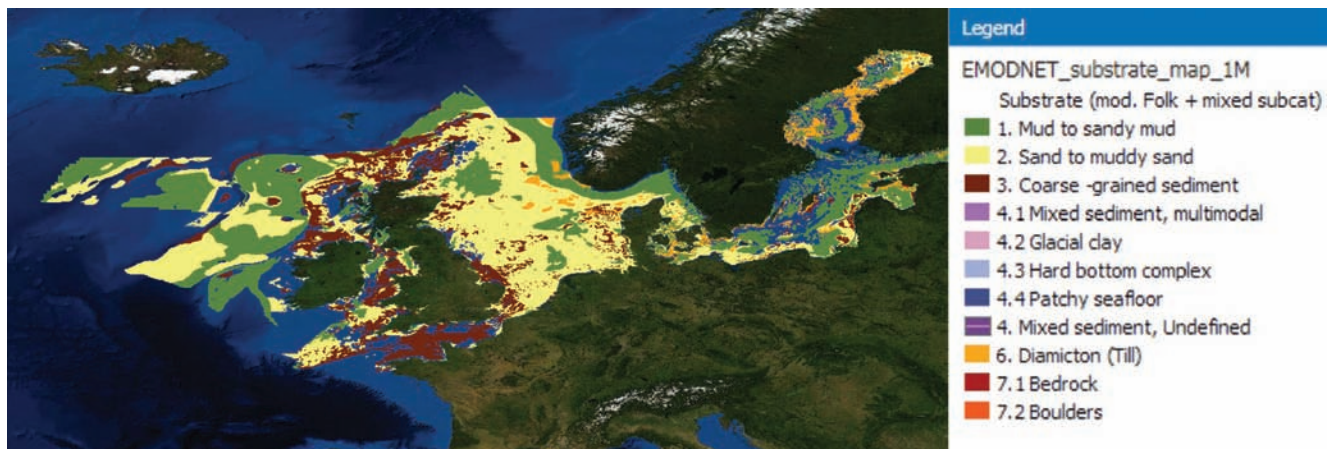 Legend
EMODNET_substrate_map_1M
Substrate (mod. Folk + mixed subcat)
1. Mud to sandy mud
2. Sand to muddy sand
3. Coarse -grained sediment
4.1 Mixed sediment, multimodal
4.2 Glacial clay
4.3 Hard bottom complex
4.4 Patchy seafloor
4. Mixed sediment, Undefined
6. Diamicton (Till)
7.1 Bedrock
7.2 Boulders